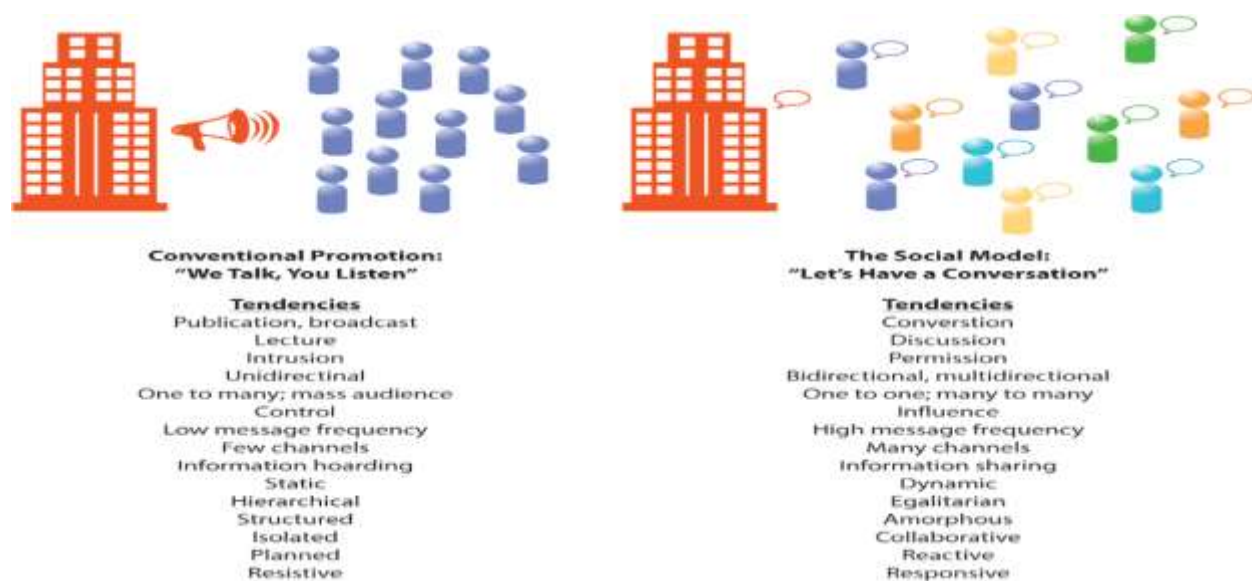 Conventional Promotion:
"We Talk, You Listen"
Tendencies
Publication, broadcast
Lecture
Intrusion
Unidirectinal
One to many; mass audience
Control
Low message frequency
Few channels
Information hoarding
Static
Hierarchical
Structured
Isolated
Planned
Resistive
The Social Model:
"Let's Have a Conversation"
Tendencies
Converstion
Discussion
Permission
Bidirectional, multidirectional
One to one; many to many
Influence
High message frequency
Many channels
Information sharing
Dynamic
Egalitarian
Amorphous
Collaborative
Reactive
Responsive